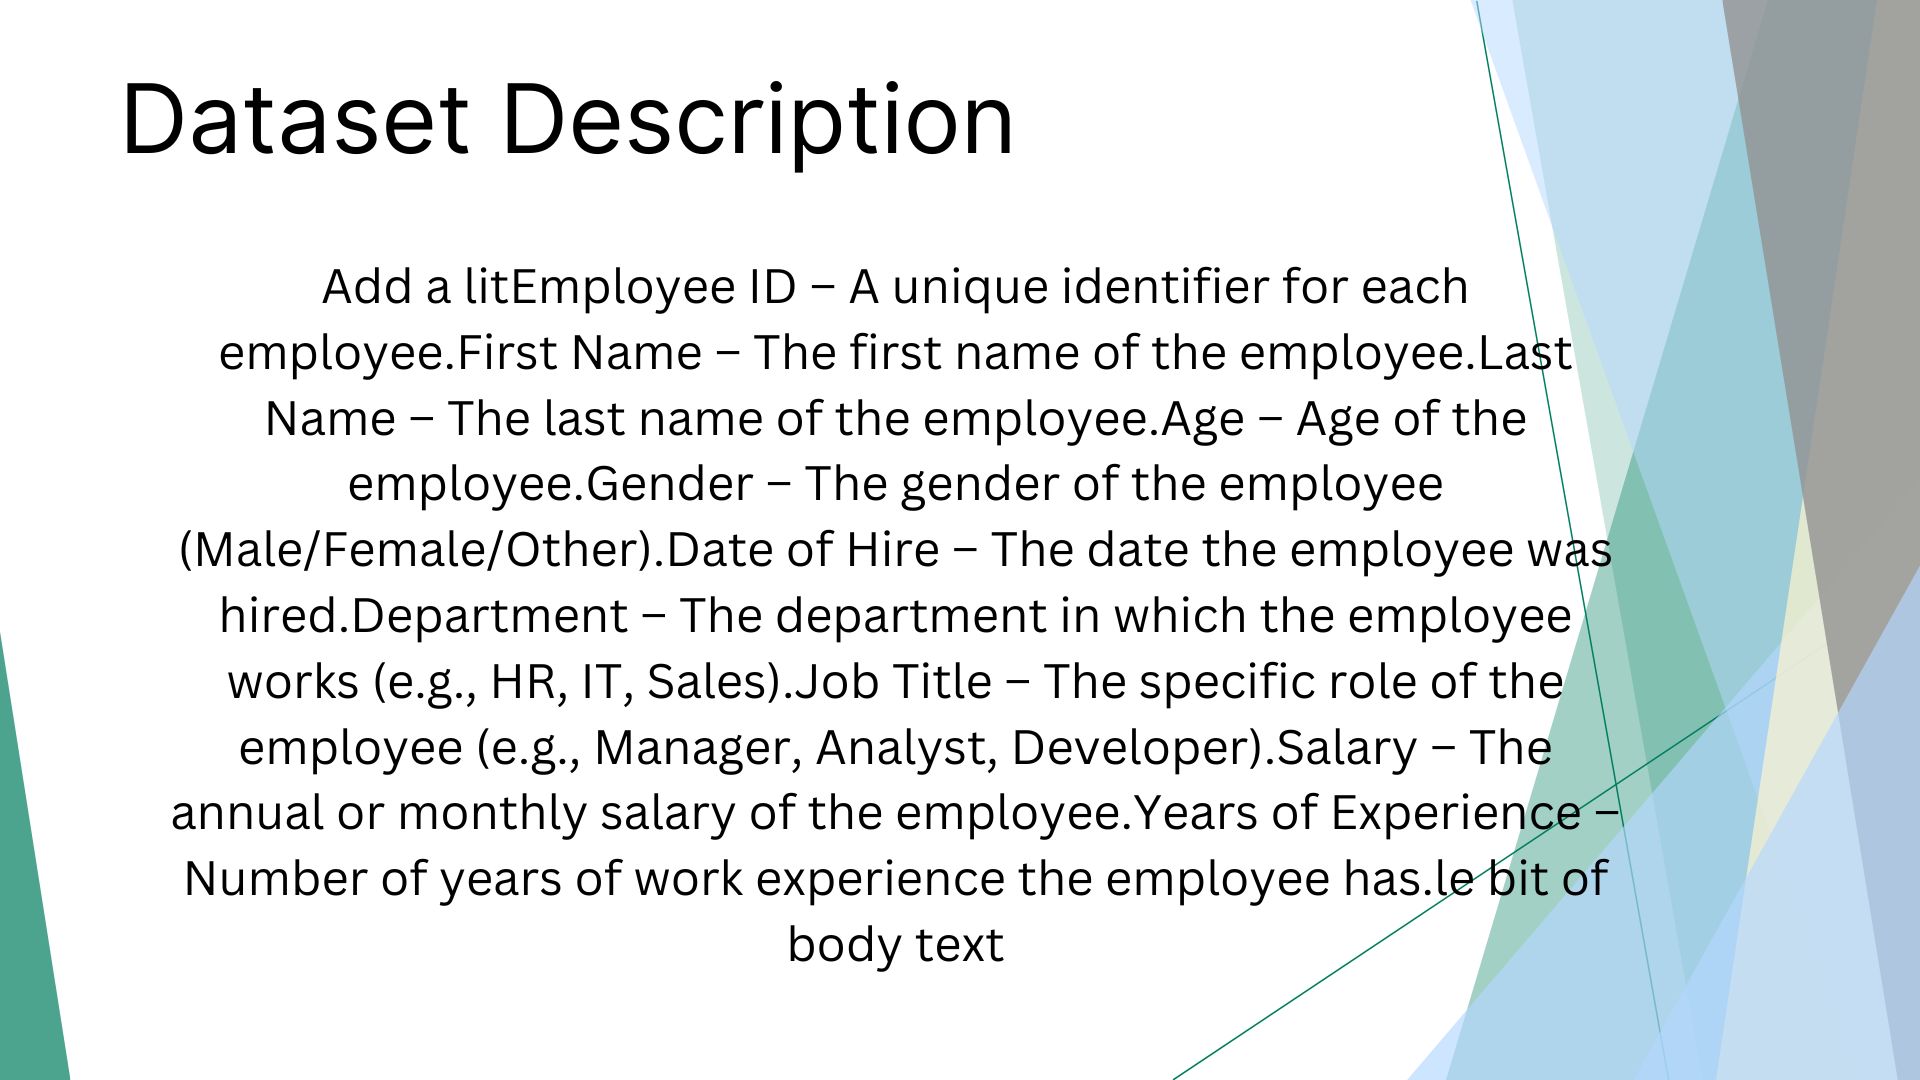 Dataset Description
Add a litEmployee ID – A unique identifier for each
employee.First Name – The first name of the employee.Last
Name – The last name of the employee.Age – Age of the
employee.Gender – The gender of the employee
(Male/Female/Other).Date of Hire – The date the employee was
hired.Department – The department in which the employee
works (e.g., HR, IT, Sales).Job Title – The specific role of the
employee (e.g., Manager, Analyst, Developer).Salary – The
annual or monthly salary of the employee.Years of Experience –
Number of years of work experience the employee has.le bit of
body text